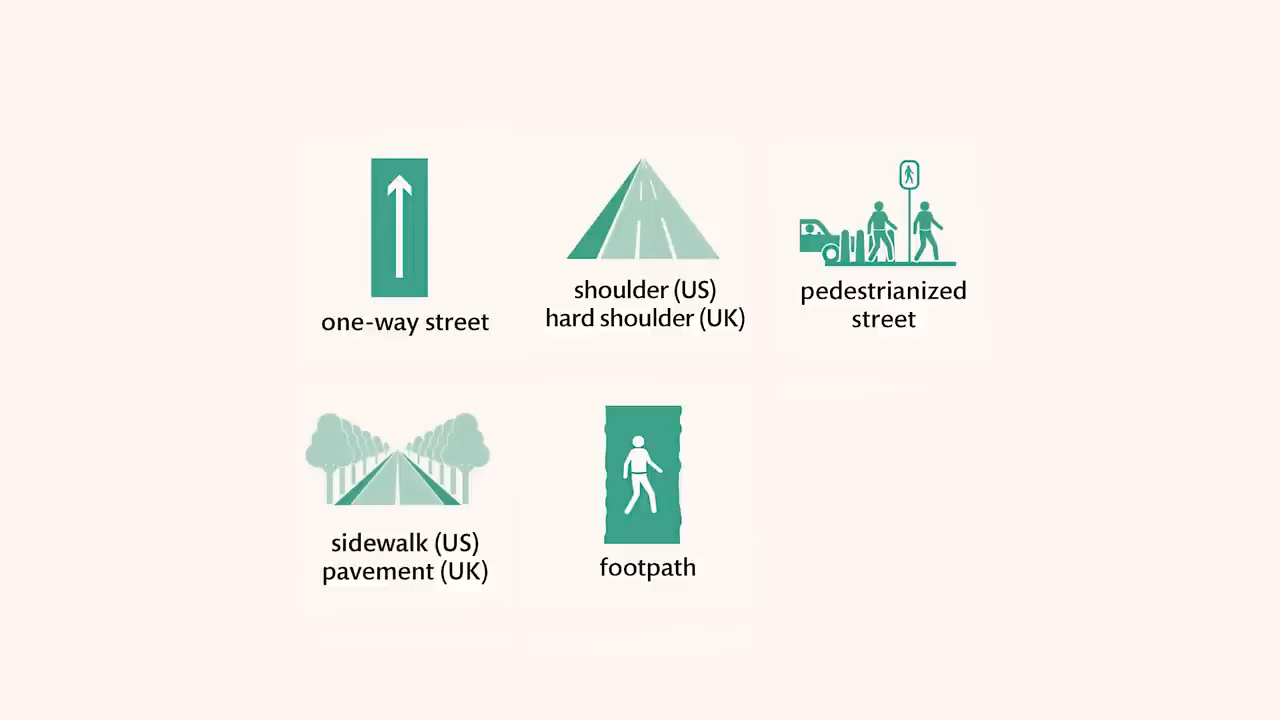 one-way street
shoulder (US)
hard shoulder (UK)
pedestrianized
street
sidewalk (US)
pavement (UK)
footpath